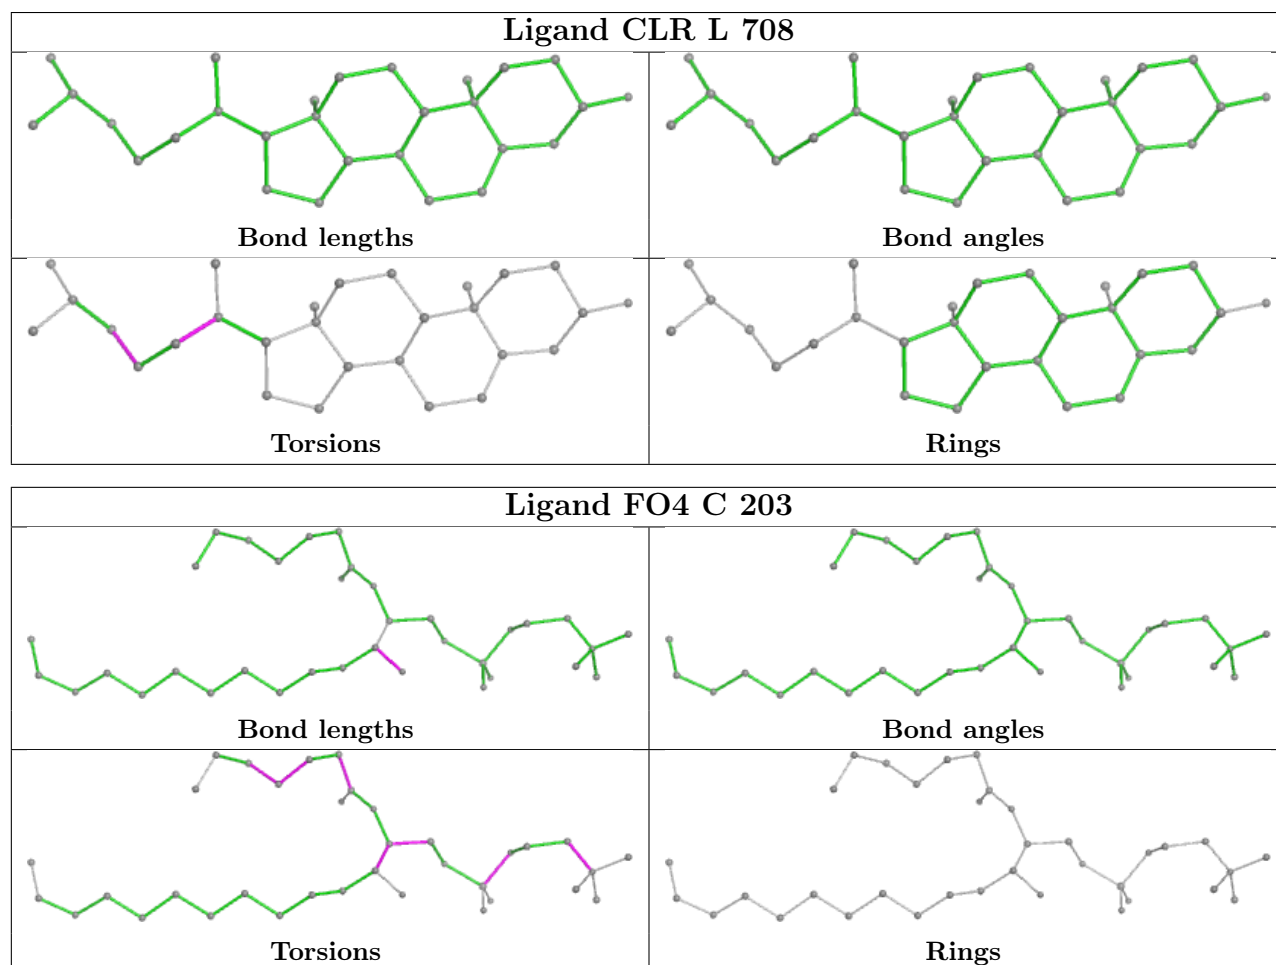 Ligand CLR L 708
Bond lengths
Bond angles
Torsions
Rings
Ligand FO4 C 203
Bond lengths
Bond angles
Torsions
Rings